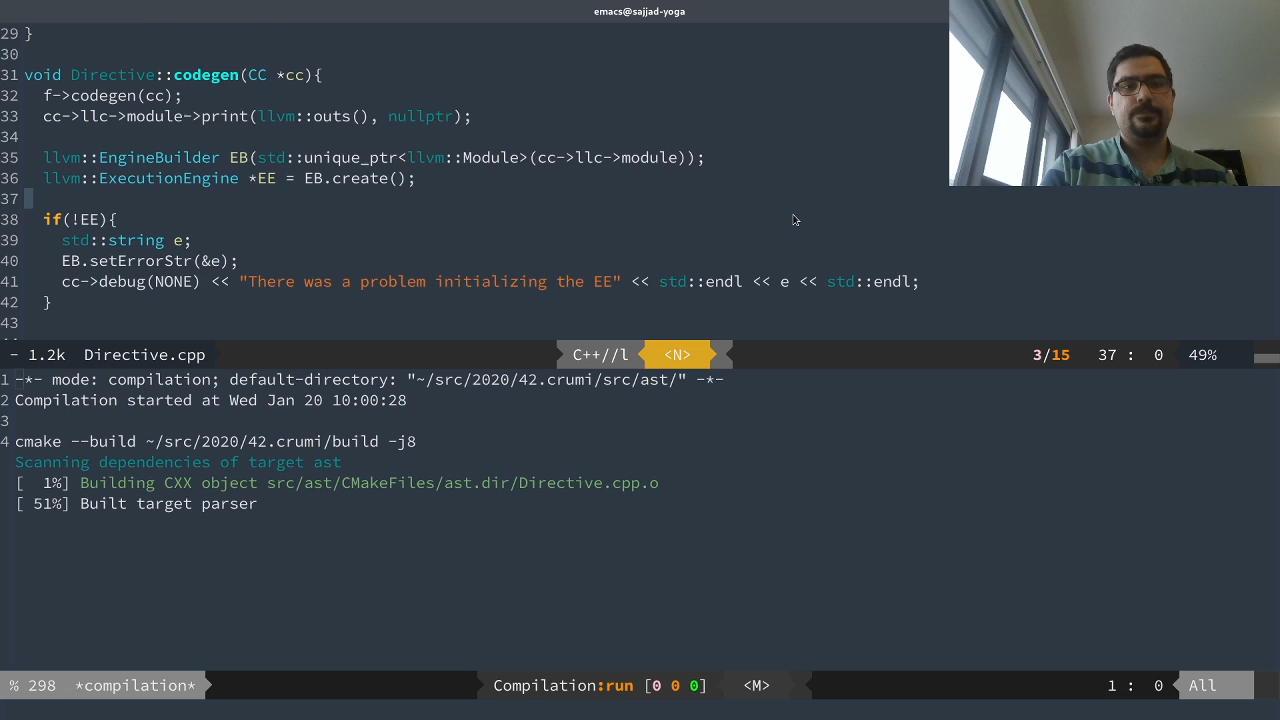 emacs@sajjad-yoga
29 }
30
31 void Directive::codegen(CC *cc){
32 f->codegen(cc);
33 cc->llc->module->print(llvm::outs(), nullptr);
34
35 llvm::EngineBuilder EB(std::unique_ptr<llvm::Module>(cc->llc->module));
36 llvm::ExecutionEngine *EE = EB.create();
37
38 if(!EE){
39 std::string e;
40 EB.setErrorStr(&e);
41 cc->debug(NONE) << "There was a problem initializing the EE" << std::endl << e << std::endl;
42 }
43
- 1.2k Directive.cpp C++//l <N> 3/15 37 : 0 49%
1 -*- mode: compilation; default-directory: "~/src/2020/42.crumi/src/ast/" -*-
2 Compilation started at Wed Jan 20 10:00:28
3
4 cmake --build ~/src/2020/42.crumi/build -j8
Scanning dependencies of target ast
[  1%] Building CXX object src/ast/CMakeFiles/ast.dir/Directive.cpp.o
[ 51%] Built target parser
% 298 *compilation* Compilation:run [0 0 0] <M> 1 : 0 All